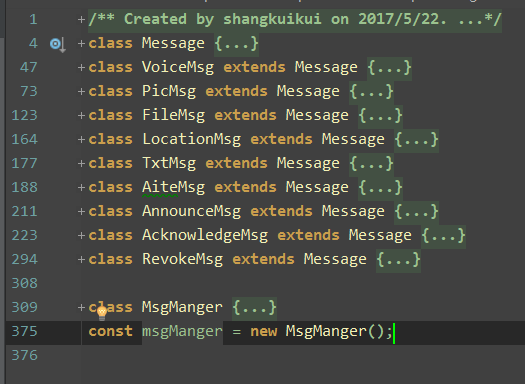 1 +/** Created by shangkuikui on 2017/5/22. ...*/
4 +class Message {...}
47 +class VoiceMsg extends Message {...}
73 +class PicMsg extends Message {...}
123 +class FileMsg extends Message {...}
164 +class LocationMsg extends Message {...}
177 +class TxtMsg extends Message {...}
188 +class AiteMsg extends Message {...}
211 +class AnnounceMsg extends Message {...}
223 +class AcknowledgeMsg extends Message {...}
294 +class RevokeMsg extends Message {...}
308
309 +class MsgManger {...}
375 const msgManger = new MsgManger();
376